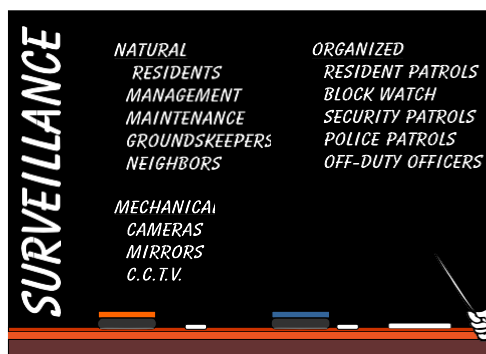 SURVEILLANCE
NATURAL
RESIDENTS
MANAGEMENT
MAINTENANCE
GROUNDSKEEPERS
NEIGHBORS
MECHANICAL
CAMERAS
MIRRORS
C.C.T.V.
ORGANIZED
RESIDENT PATROLS
BLOCK WATCH
SECURITY PATROLS
POLICE PATROLS
OFF-DUTY OFFICERS